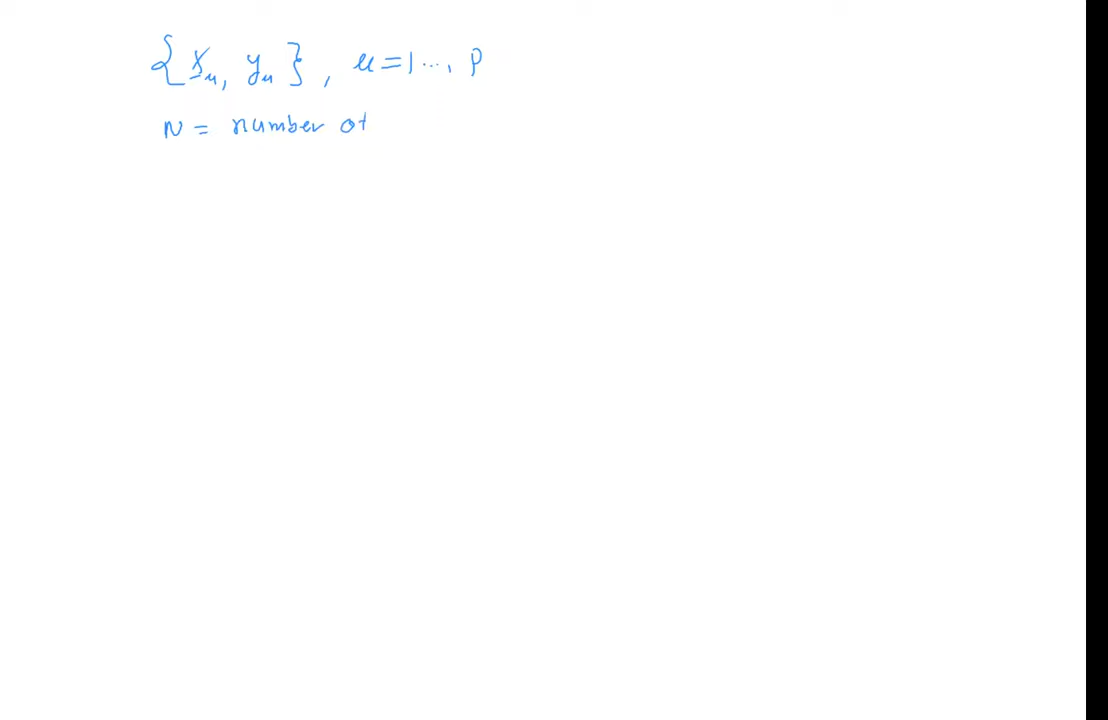 {x_μ, y_μ}, μ=1..., P
N = number of